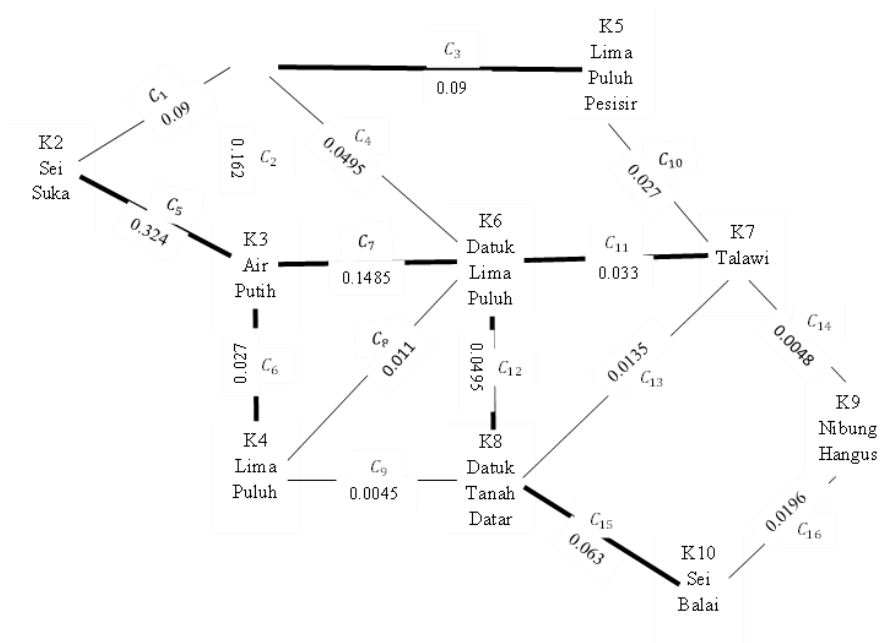 K5
Lima
Puluh
Pesisir
C₃
0.09
C₁
0.09
C₄
0.0495
0.162
C₂
K2
Sei
Suka
C₁₀
0.027
C₅
0.324
K3
Air
Putih
C₇
0.1485
K6
Datuk
Lima
Puluh
C₁₁
0.033
K7
Talawi
C₁₄
0.0048
C₈
0.011
0.027
C₆
0.0495
C₁₂
0.0135
C₁₃
K9
Nibung
Hangus
K4
Lima
Puluh
C₉
0.0045
K8
Datuk
Tanah
Datar
C₁₅
0.063
0.0196
C₁₆
K10
Sei
Balai